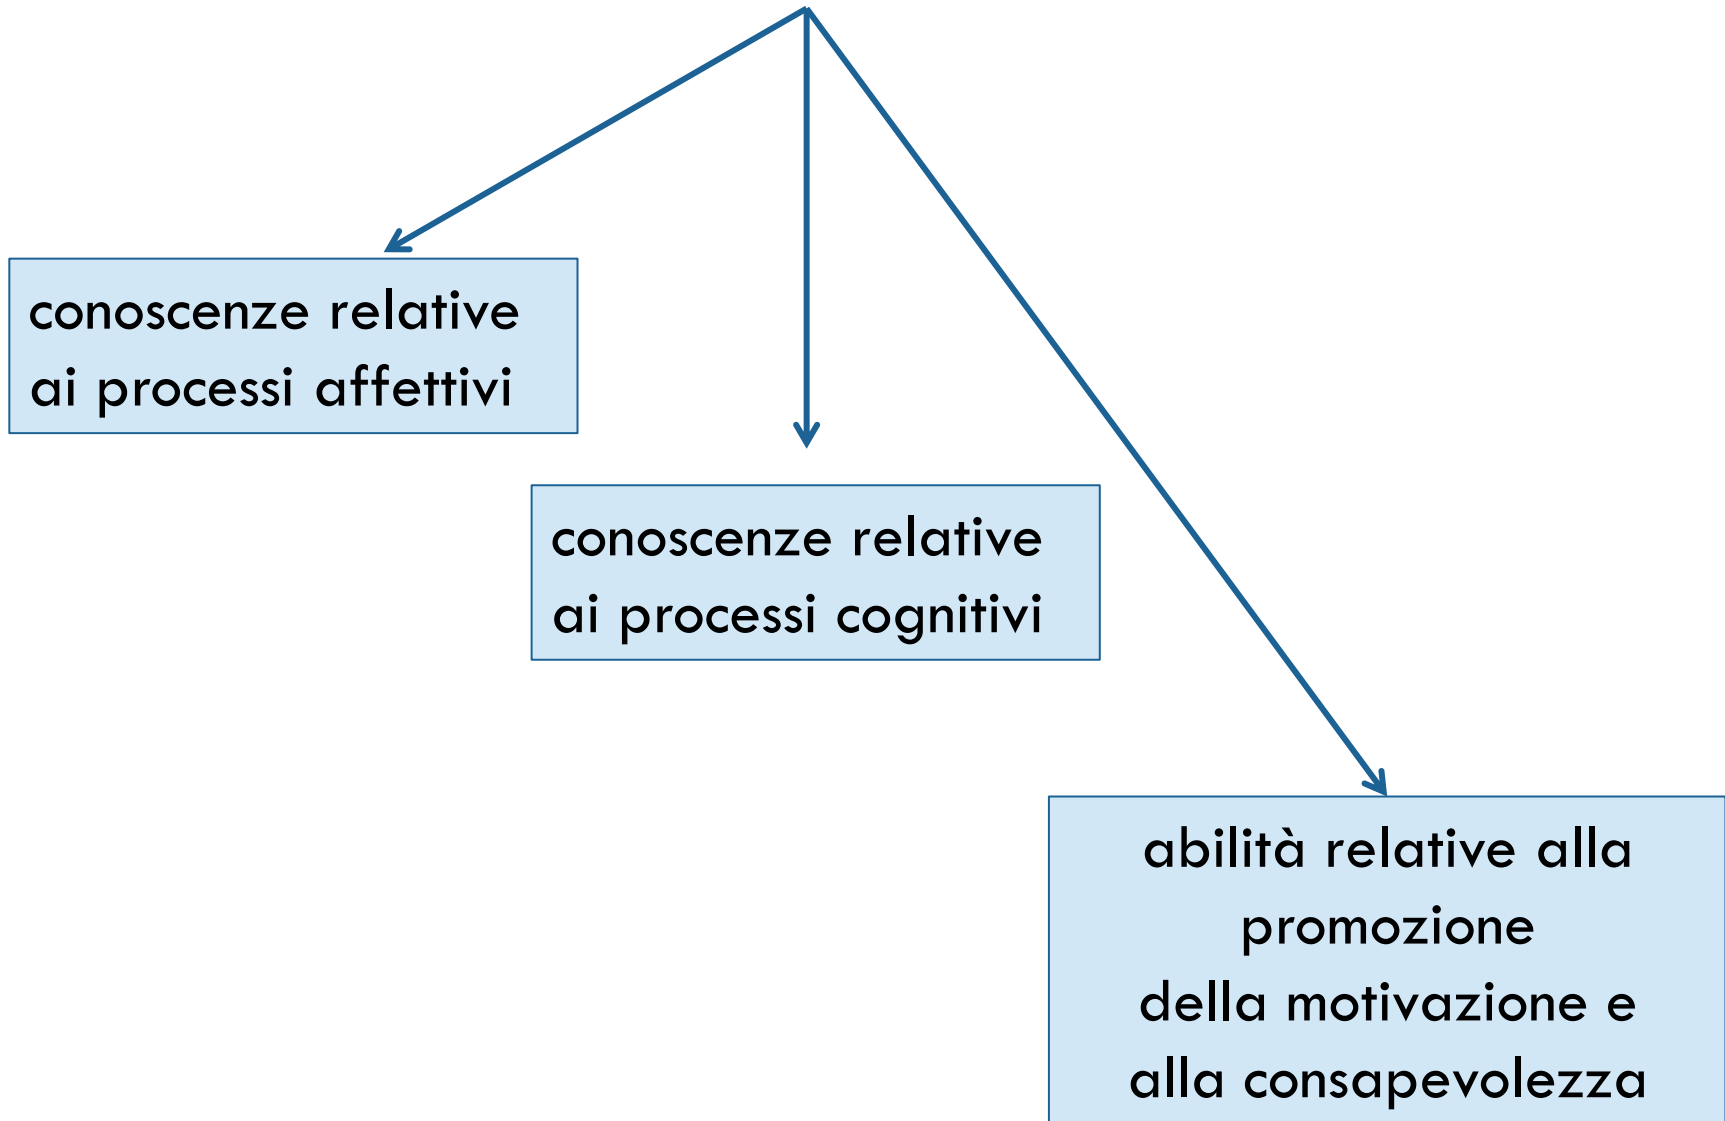 conoscenze relative
ai processi affettivi
conoscenze relative
ai processi cognitivi
abilità relative alla
promozione
della motivazione e
alla consapevolezza